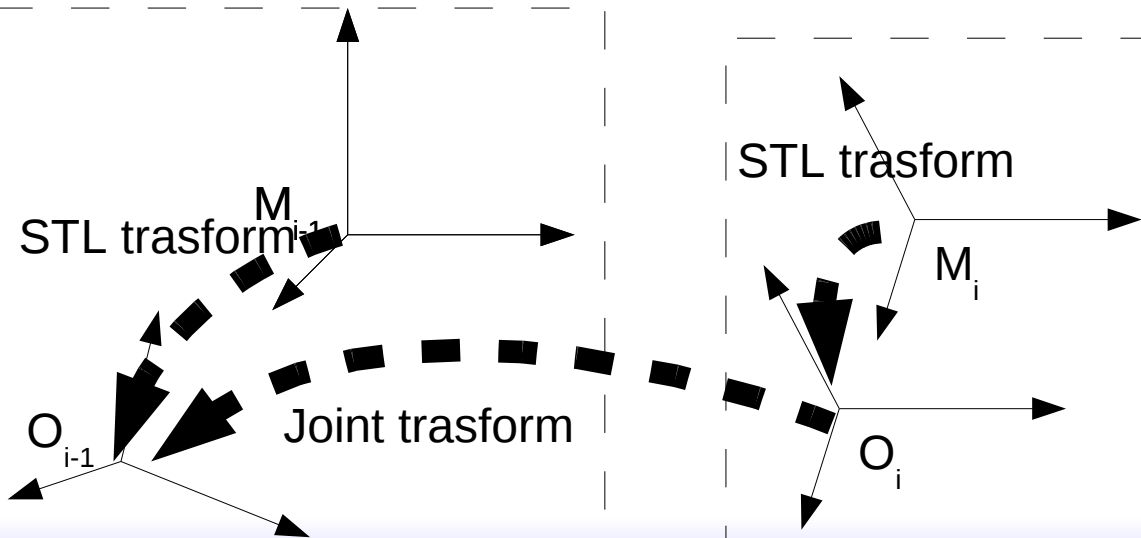 STL trasform
M i-1
STL trasform
M i
O i-1
Joint trasform
O i